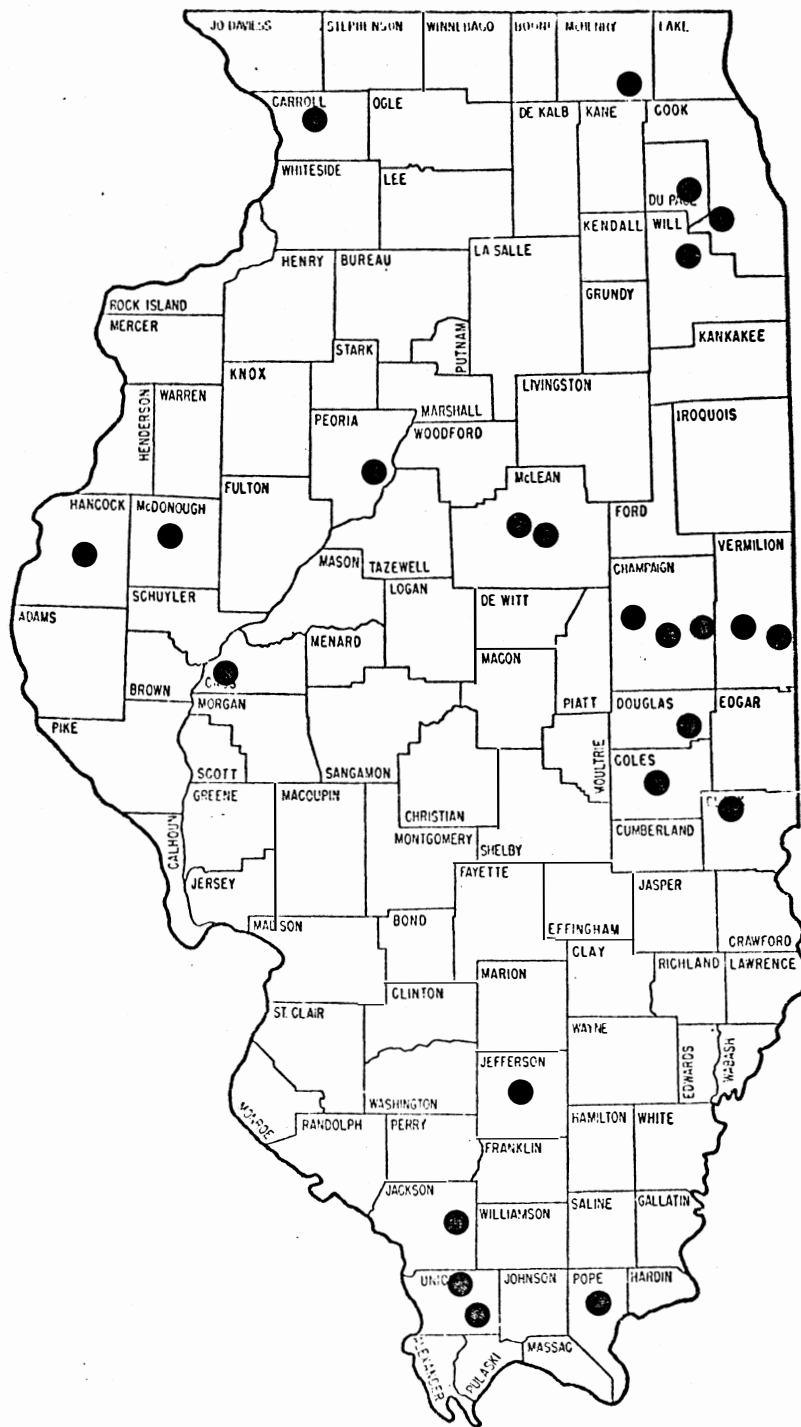 JO DAVIESS
STEPHENSON
WINNEBAGO
BOONE
McHENRY
LAKE
CARROLL
OGLE
DE KALB
KANE
COOK
WHITESIDE
LEE
DU PAGE
KENDALL
WILL
LA SALLE
HENRY
BUREAU
GRUNDY
ROCK ISLAND
MERCER
PUTNAM
KANKAKEE
STARK
KNOX
LIVINGSTON
HENDERSON
WARREN
PEORIA
MARSHALL
WOODFORD
IROQUOIS
McLEAN
FULTON
HANCOCK
McDONOUGH
FORD
VERMILION
MASON
TAZEWELL
CHAMPAIGN
LOGAN
DE WITT
SCHUYLER
ADAMS
MENARD
MACON
BROWN
MORGAN
PIATT
DOUGLAS
EDGAR
PIKE
MOULTRIE
SCOTT
SANGAMON
COLES
GREENE
MACOUPIN
CHRISTIAN
MONTGOMERY
CUMBERLAND
CALHOUN
SHELBY
JERSEY
FAYETTE
JASPER
MADISON
BOND
EFFINGHAM
CRAWFORD
CLAY
RICHLAND
LAWRENCE
MARION
CLINTON
ST. CLAIR
WAYNE
EDWARDS
WABASH
JEFFERSON
MONROE
WASHINGTON
RANDOLPH
PERRY
HAMILTON
WHITE
FRANKLIN
JACKSON
WILLIAMSON
SALINE
GALLATIN
JOHNSON
POPE
HARDIN
MASSAC
ALEXANDER
PULASKI